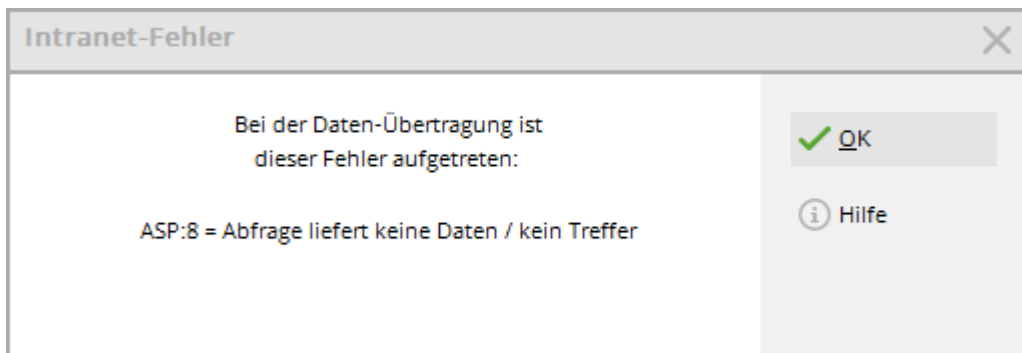 Intranet-Fehler
Bei der Daten-Übertragung ist
dieser Fehler aufgetreten:
ASP:8 = Abfrage liefert keine Daten / kein Treffer
OK
Hilfe